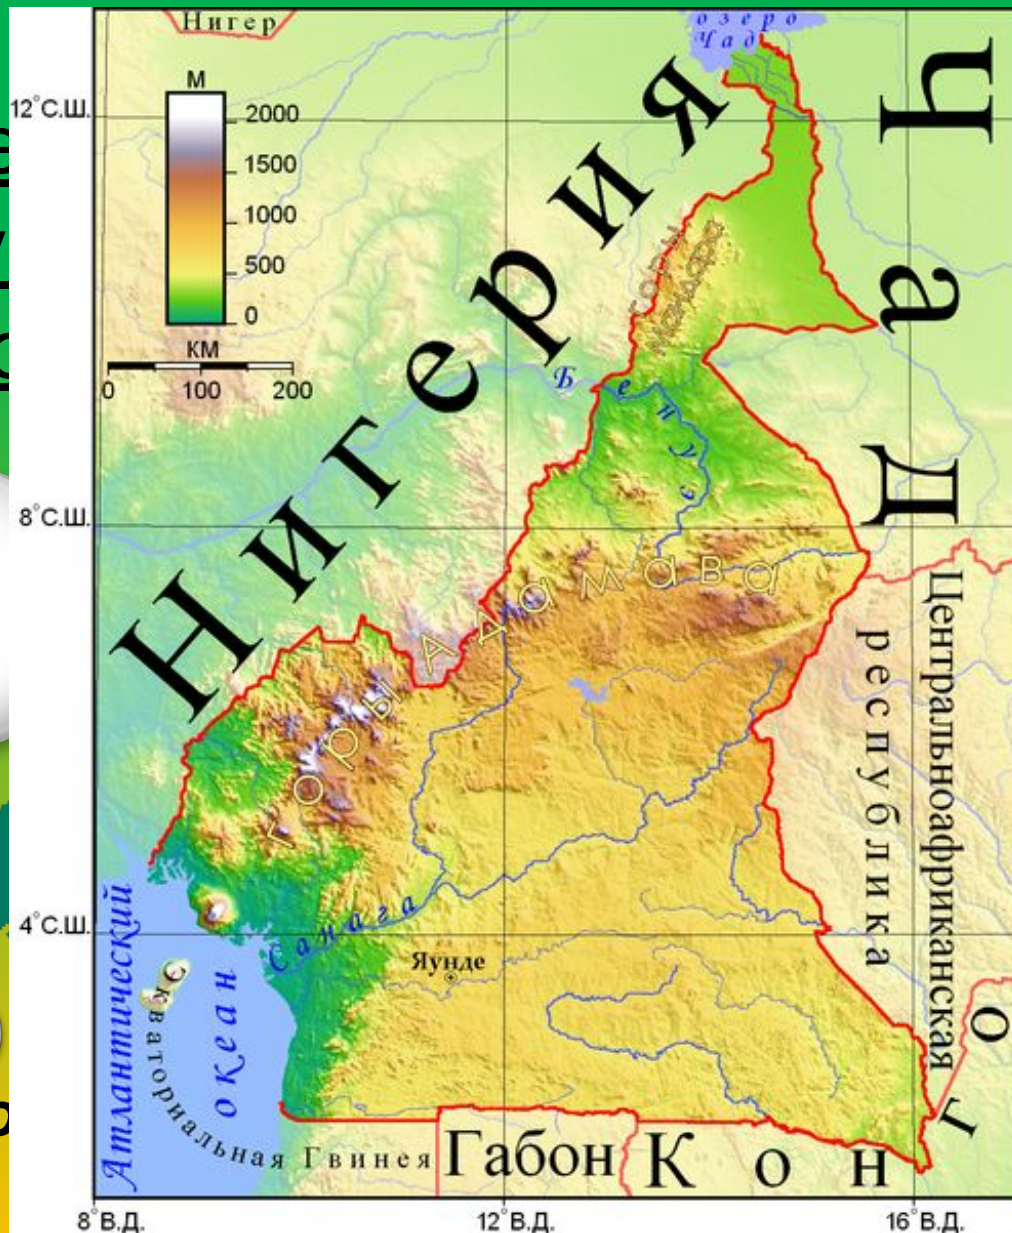 Нигер
озеро
Чад
М
2000
1500
1000
500
0
КМ
0 100 200
12°С.Ш.
8°С.Ш.
4°С.Ш.
Нигерия
Чад
горы
Мандара
Бенуэ
горы Адамава
Центральноафриканская
республика
Санага
Яунде
Атлантический
океан
Экваториальная Гвинея
Габон
Конго
8°В.Д.
12°В.Д.
16°В.Д.